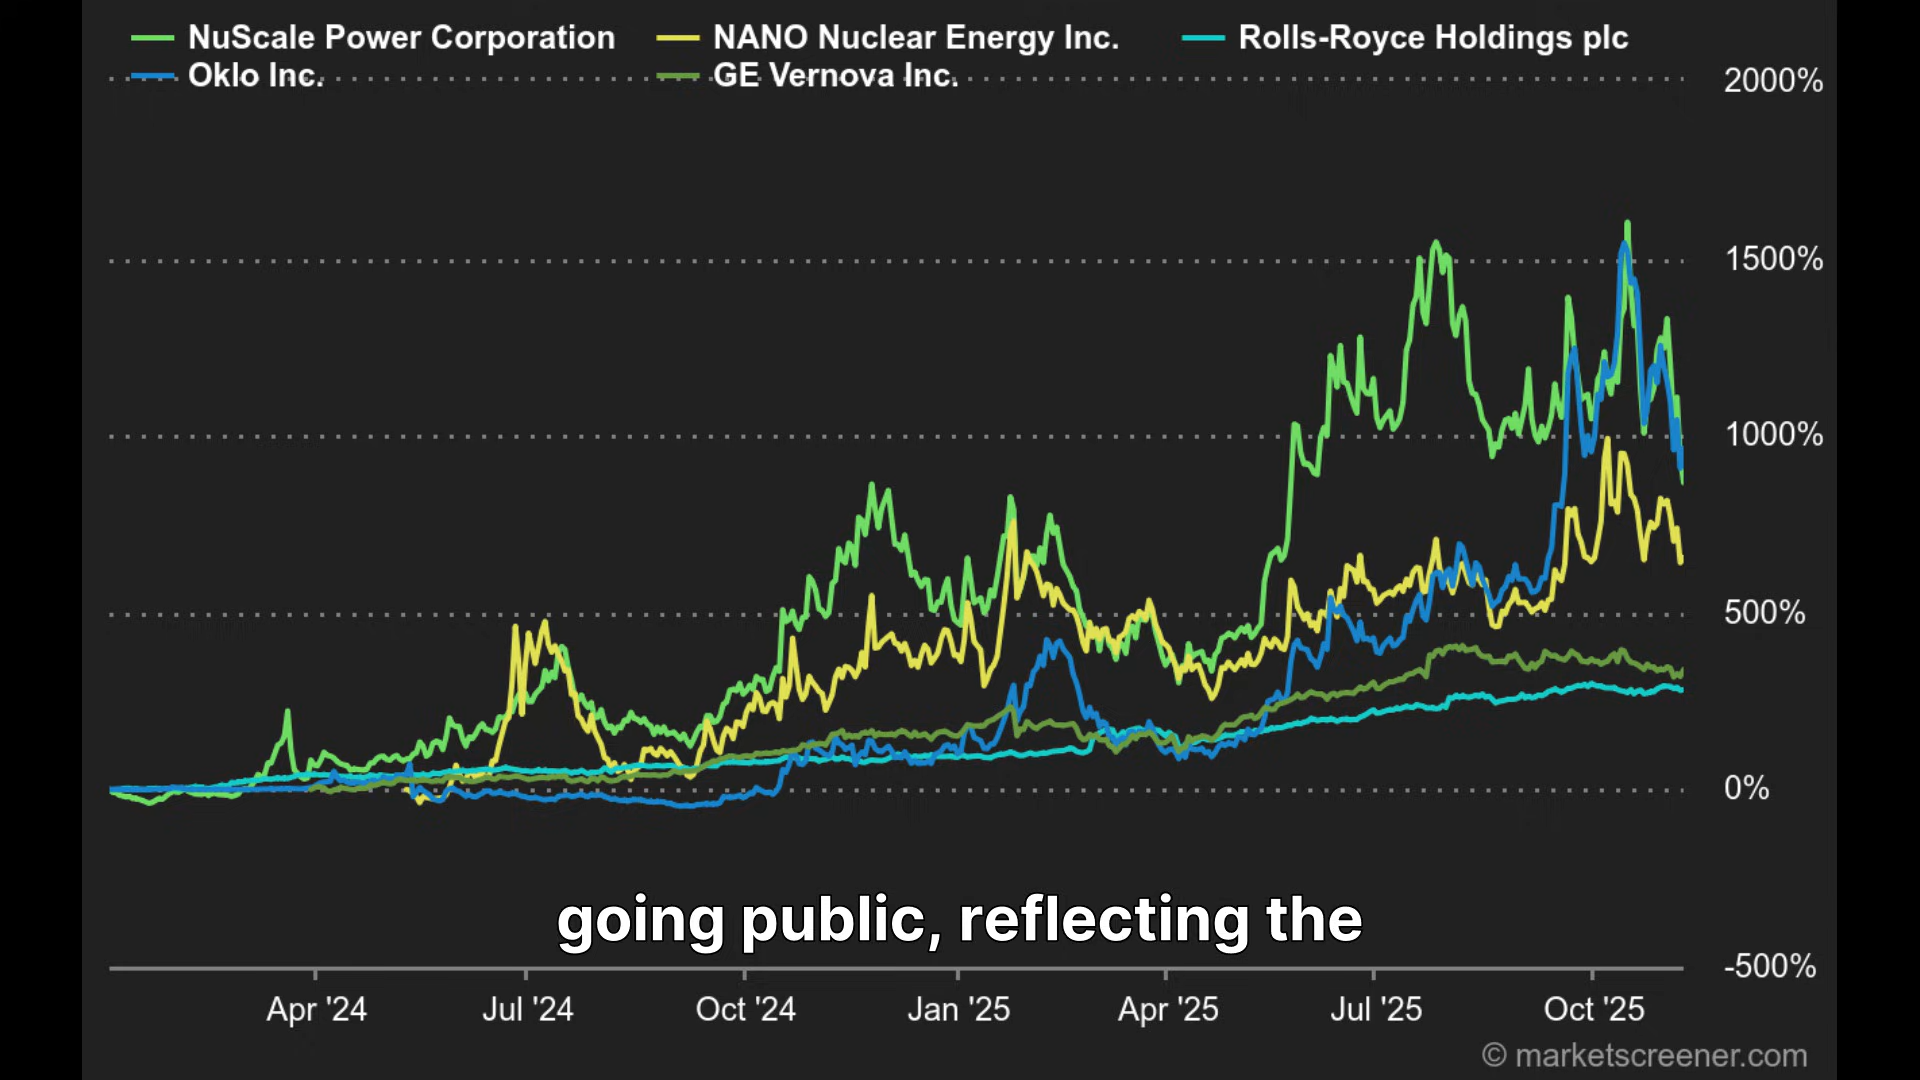 NuScale Power Corporation NANO Nuclear Energy Inc. Rolls-Royce Holdings plc
Oklo Inc. GE Vernova Inc.
2000%
1500%
1000%
500%
0%
going public, reflecting the
-500%
Apr '24 Jul '24 Oct '24 Jan '25 Apr '25 Jul '25 Oct '25
© marketscreener.com